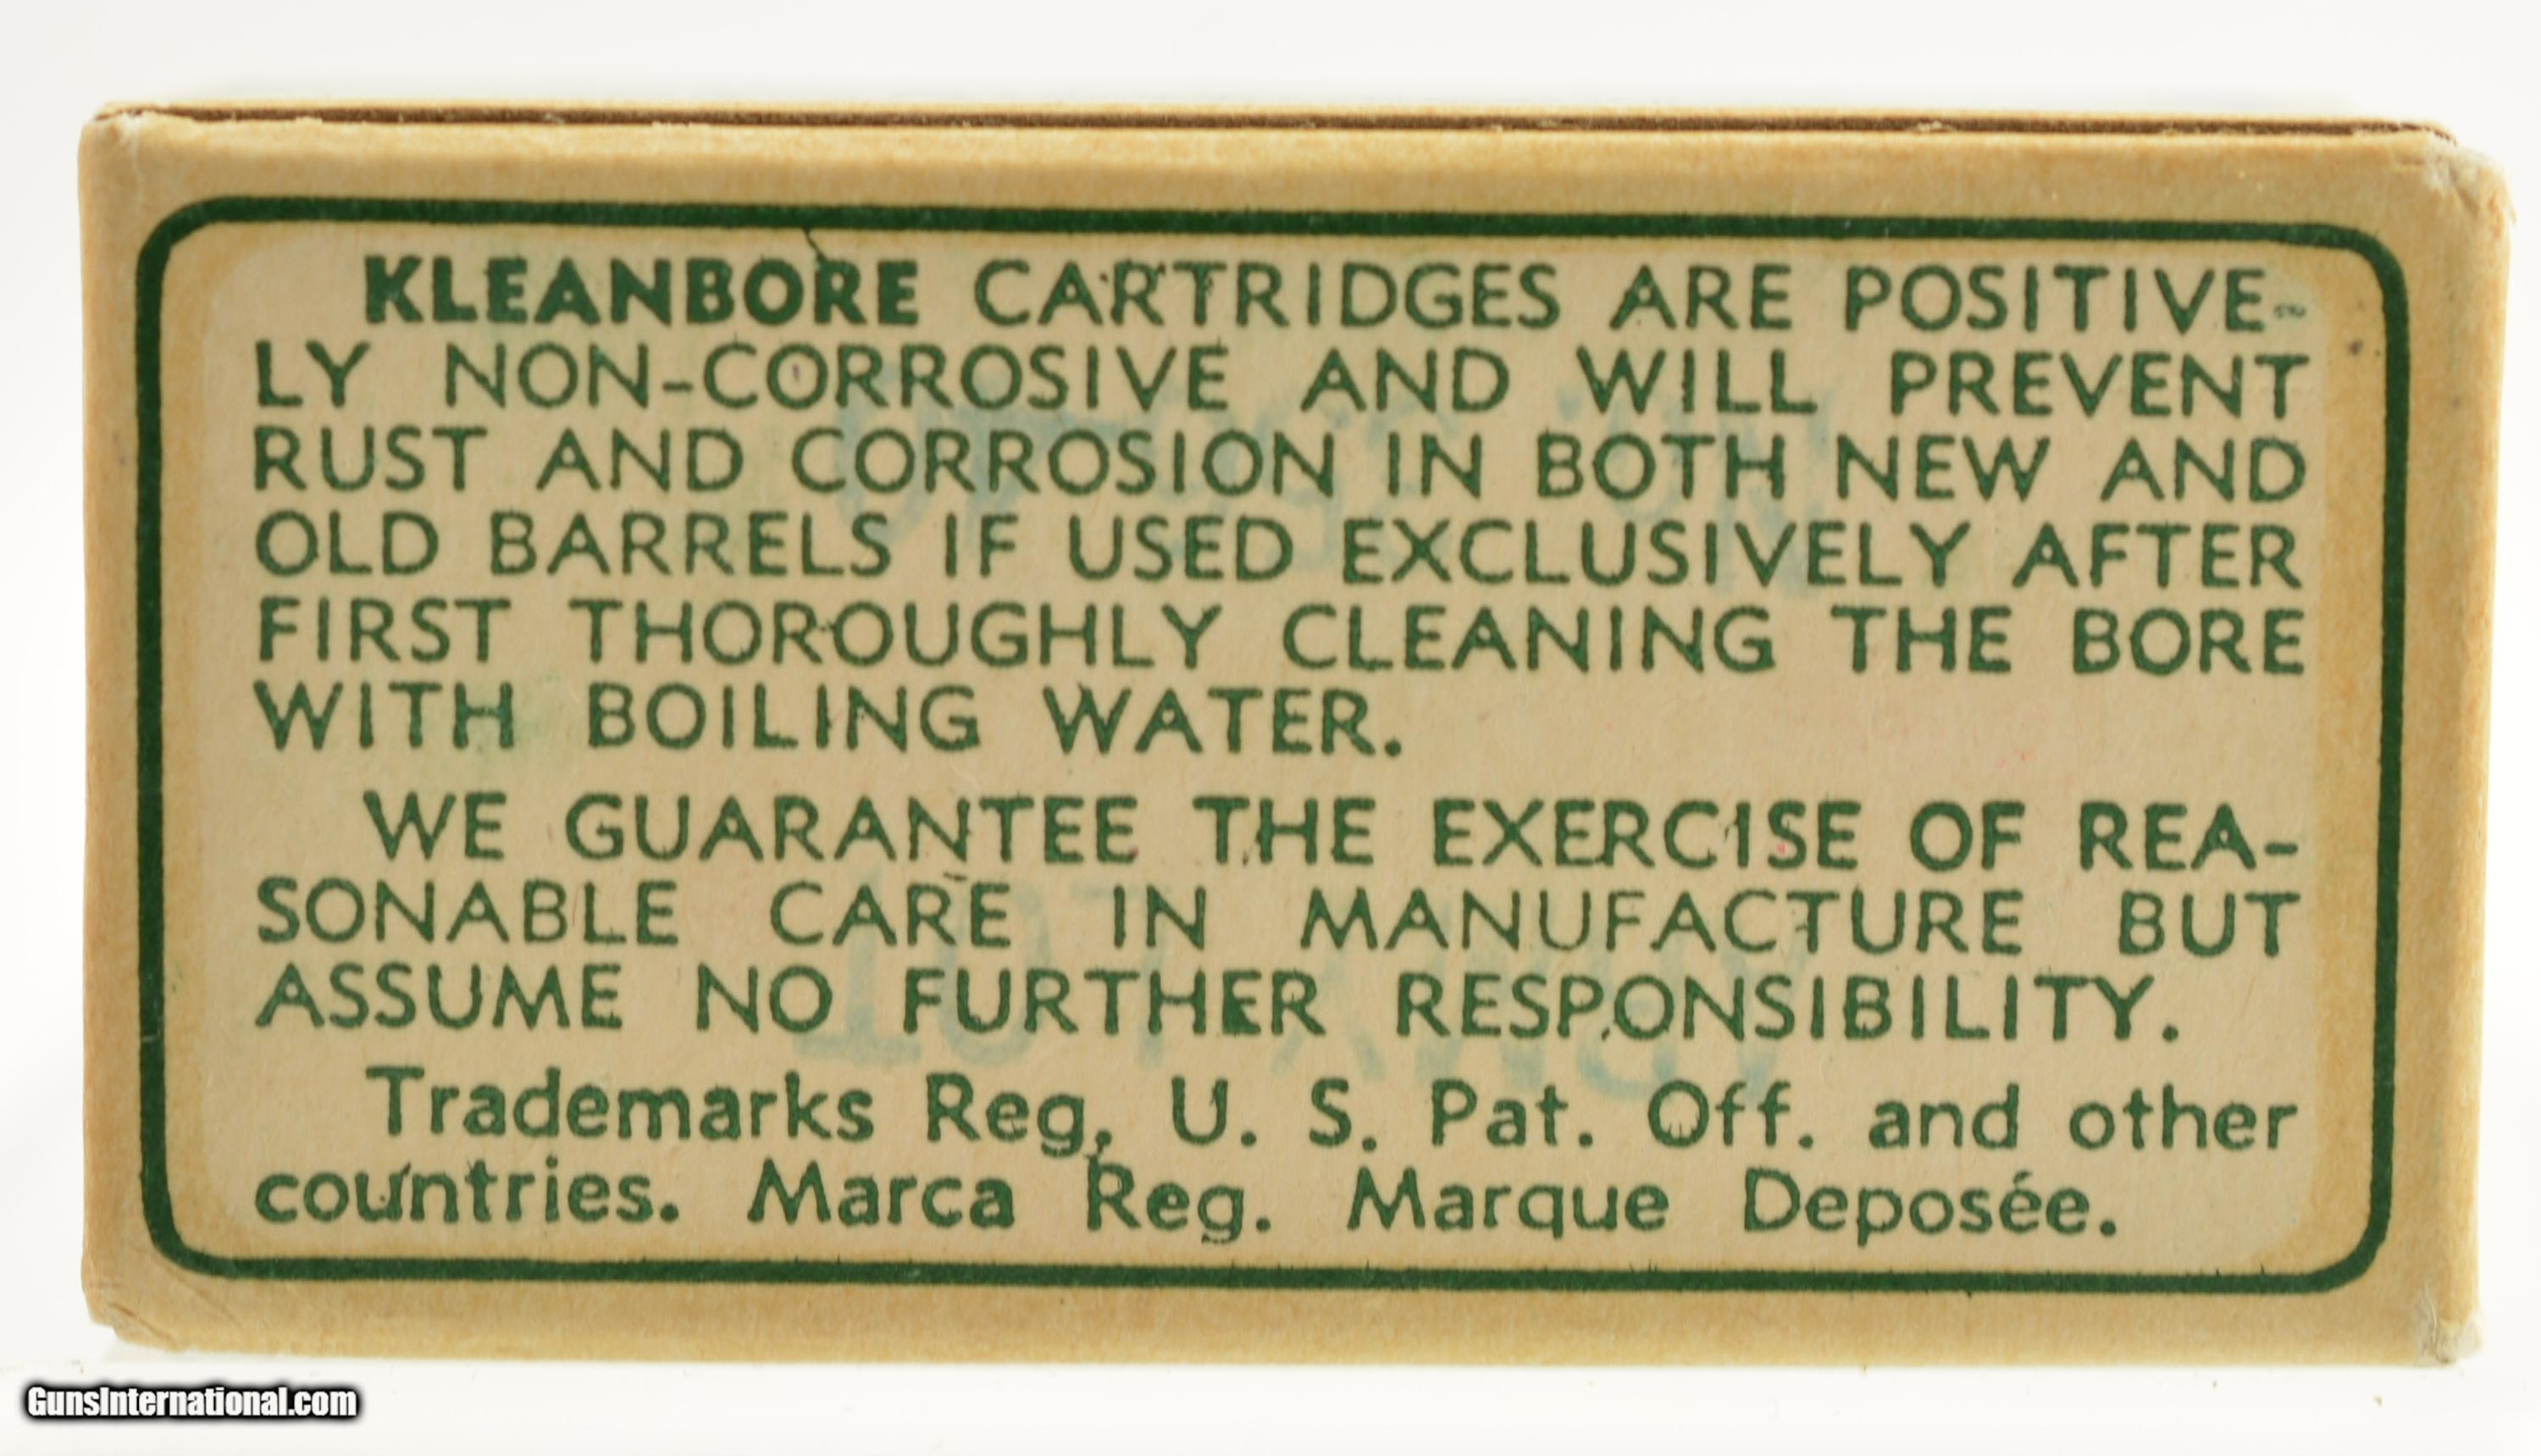 KLEANBORE CARTRIDGES ARE POSITIVE-
LY NON-CORROSIVE AND WILL PREVENT
RUST AND CORROSION IN BOTH NEW AND
OLD BARRELS IF USED EXCLUSIVELY AFTER
FIRST THOROUGHLY CLEANING THE BORE
WITH BOILING WATER.
WE GUARANTEE THE EXERCISE OF REA-
SONABLE CARE IN MANUFACTURE BUT
ASSUME NO FURTHER RESPONSIBILITY.
Trademarks Reg. U. S. Pat. Off. and other
countries. Marca Reg. Marque Deposée.
GunsInternational.com